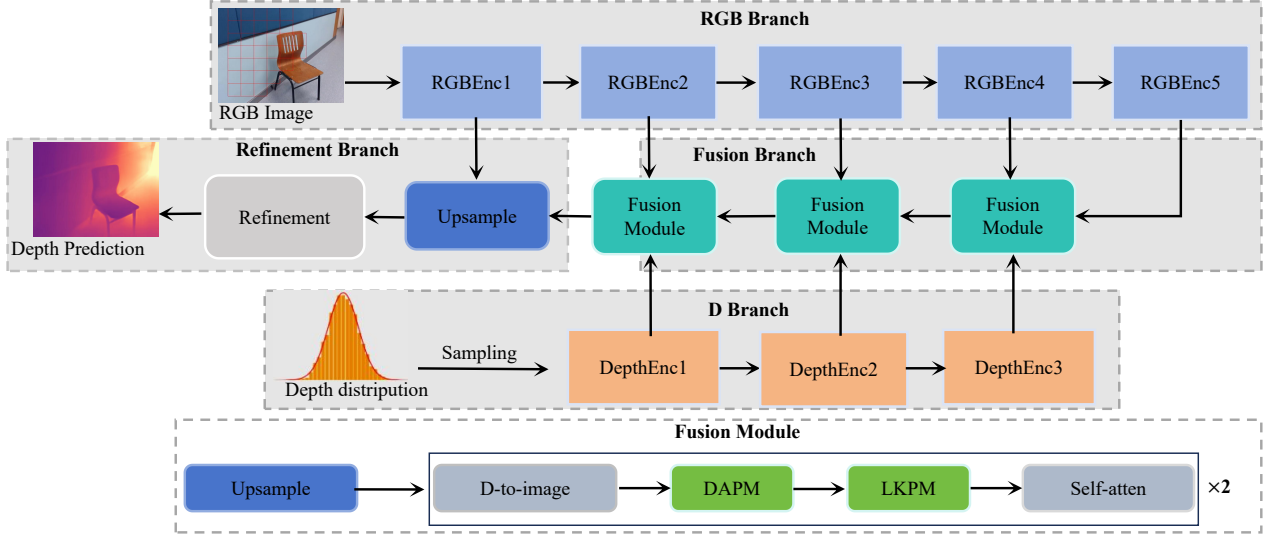 RGB Branch
RGBEnc1
RGBEnc2
RGBEnc3
RGBEnc4
RGBEnc5
RGB Image
Refinement Branch
Fusion Branch
Refinement
Upsample
Fusion
Module
Fusion
Module
Fusion
Module
Depth Prediction
D Branch
Sampling
DepthEnc1
DepthEnc2
DepthEnc3
Depth distripution
Fusion Module
Upsample
D-to-image
DAPM
LKPM
Self-atten
×2